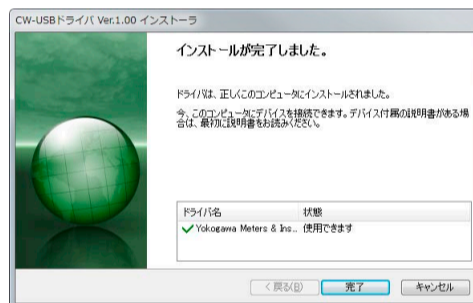 CW-USBドライバ Ver.1.00 インストーラ
インストールが完了しました。
ドライバは、正しくこのコンピュータにインストールされました。
今、このコンピュータにデバイスを接続できます。デバイス付属の説明書がある場
合は、最初に説明書をお読みください。
ドライバ名 状態
Yokogawa Meters & Ins... 使用できます
< 戻る(B) 完了 キャンセル